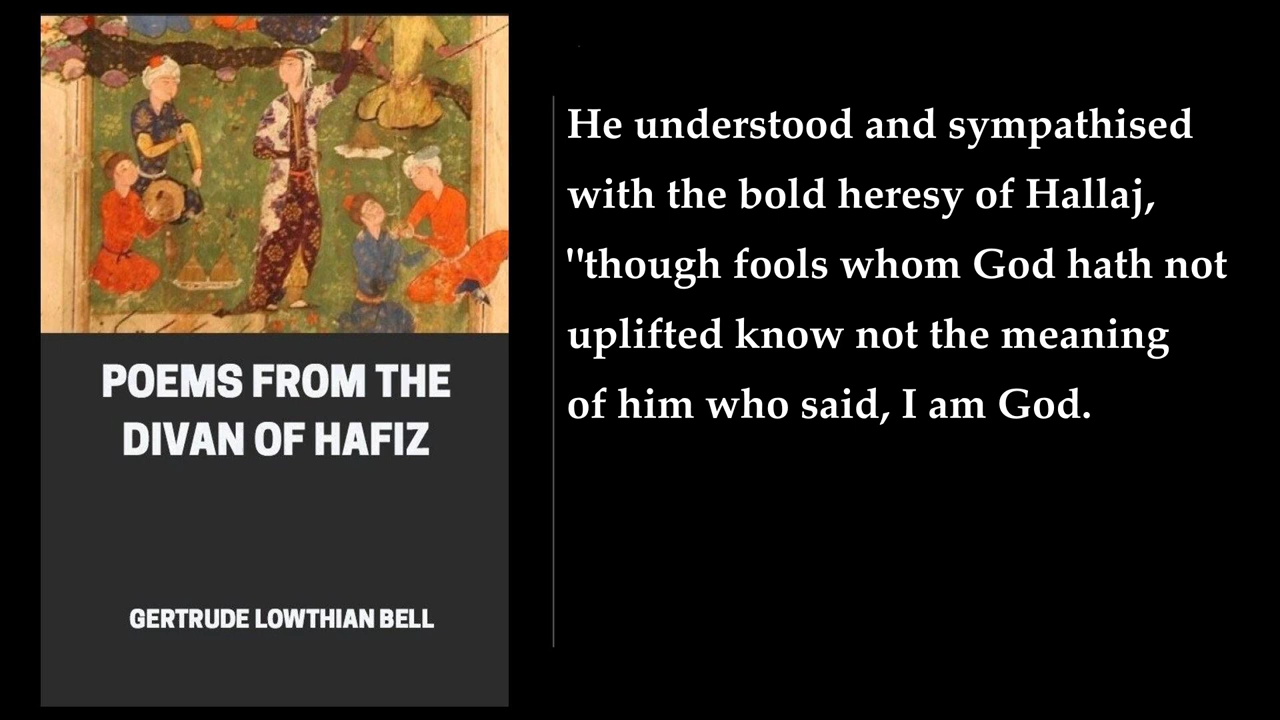 POEMS FROM THE
DIVAN OF HAFIZ
GERTRUDE LOWTHIAN BELL
He understood and sympathised
with the bold heresy of Hallaj,
"though fools whom God hath not
uplifted know not the meaning
of him who said, I am God.